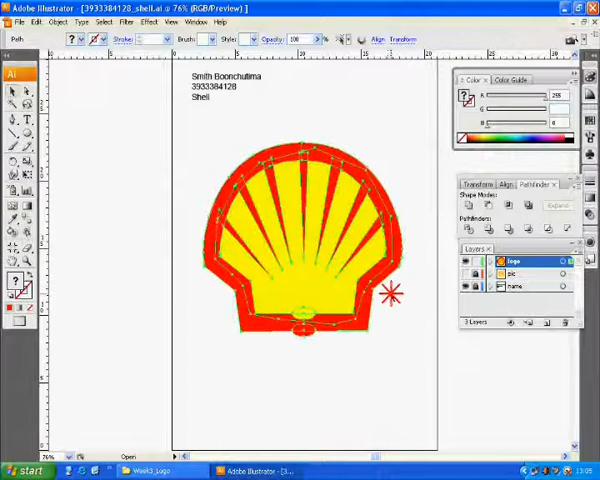 Adobe Illustrator - [3933384128_shell.ai @ 76% (RGB/Preview) ]
File Edit Object Type Select Filter Effect View Window Help
Path Stroke: Brush: Style: Opacity: 100 % Align Transform
Smith Boonchutima
3933384128
Shell
Ai
Color Color Guide
R 255
G
B 0
Transform Align Pathfinder
Shape Modes:
Expand
Pathfinders:
Layers
logo
pic
name
3 Layers
76% Open
start
Week3_Logo
Adobe Illustrator - [3...
13:05